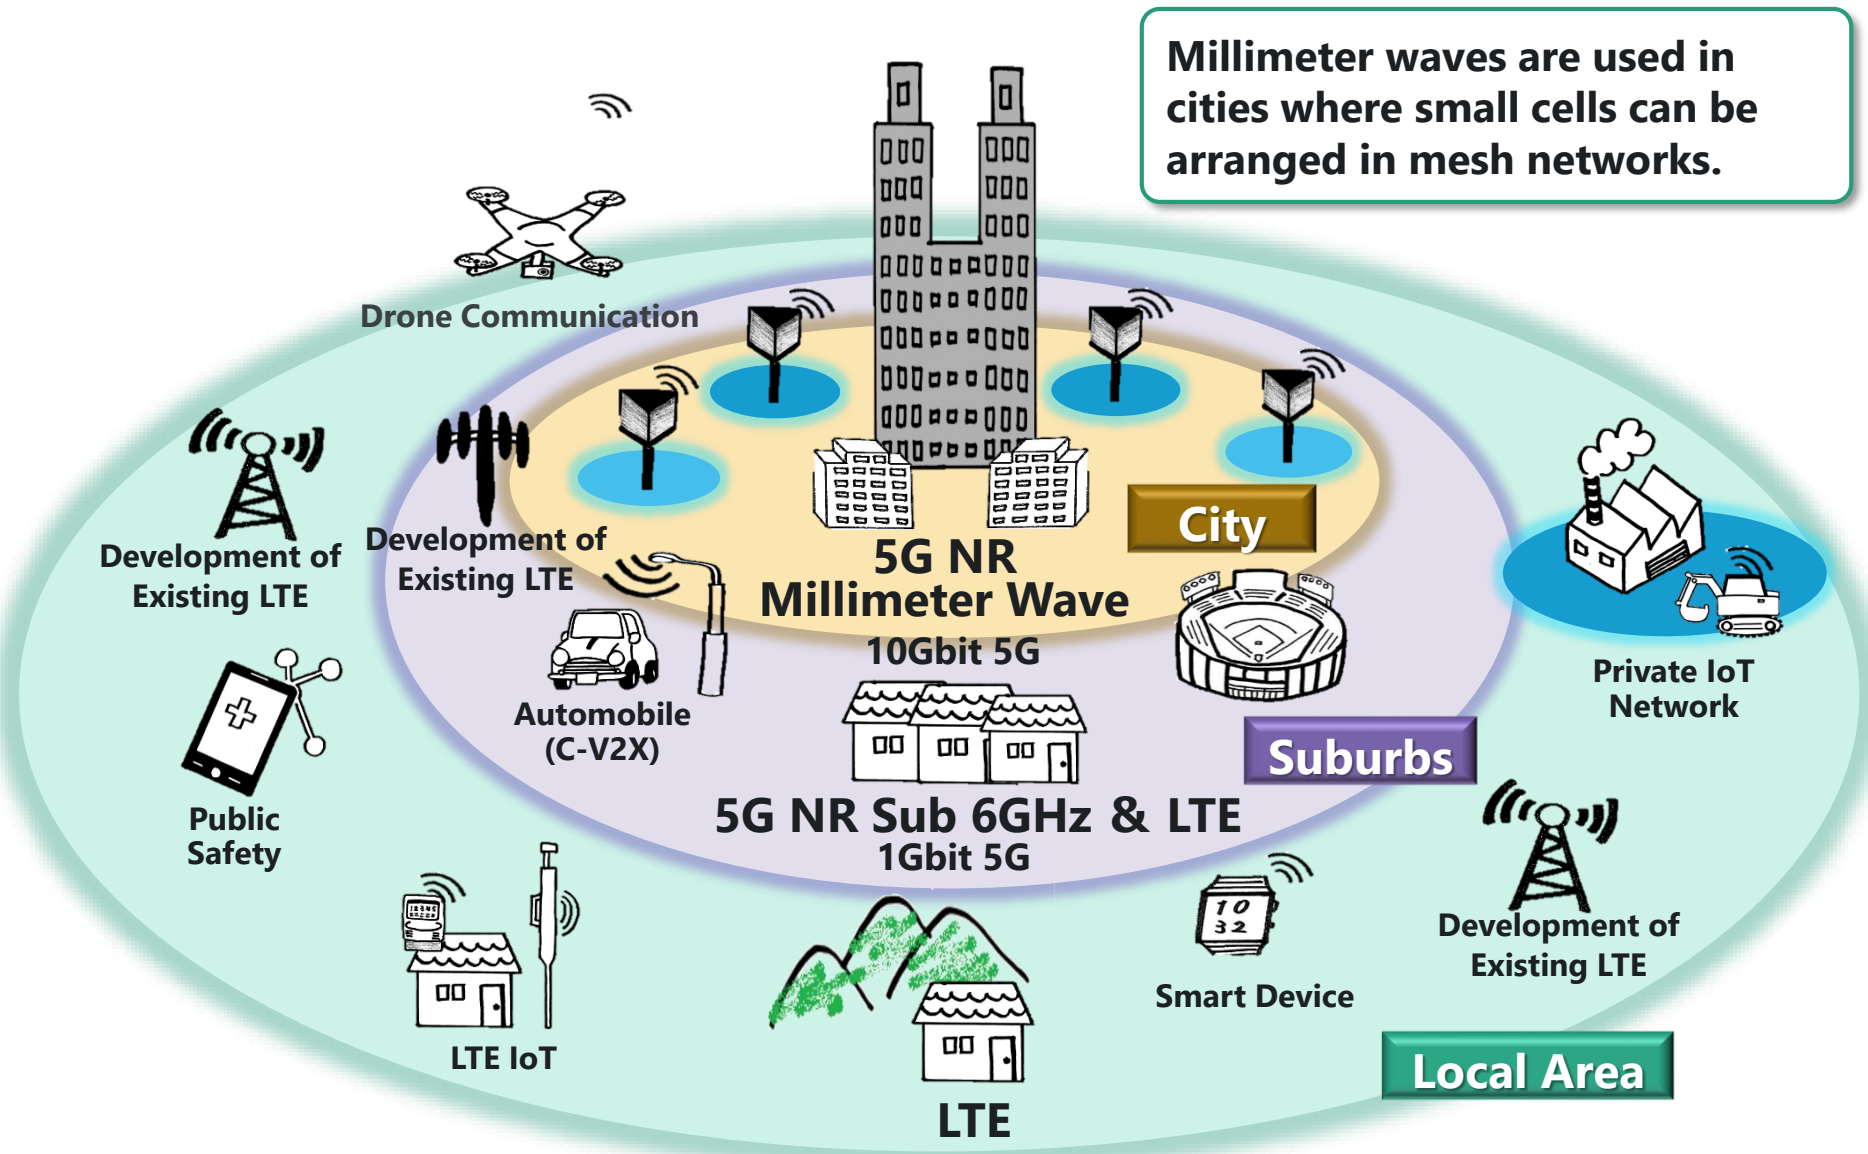 Millimeter waves are used in
cities where small cells can be
arranged in mesh networks.
Drone Communication
City
Development of
Existing LTE
Development of
Existing LTE
5G NR
Millimeter Wave
10Gbit 5G
Private IoT
Network
Automobile
(C-V2X)
Suburbs
5G NR Sub 6GHz & LTE
1Gbit 5G
Public
Safety
12345
10
32
Development of
Existing LTE
Smart Device
LTE IoT
Local Area
LTE